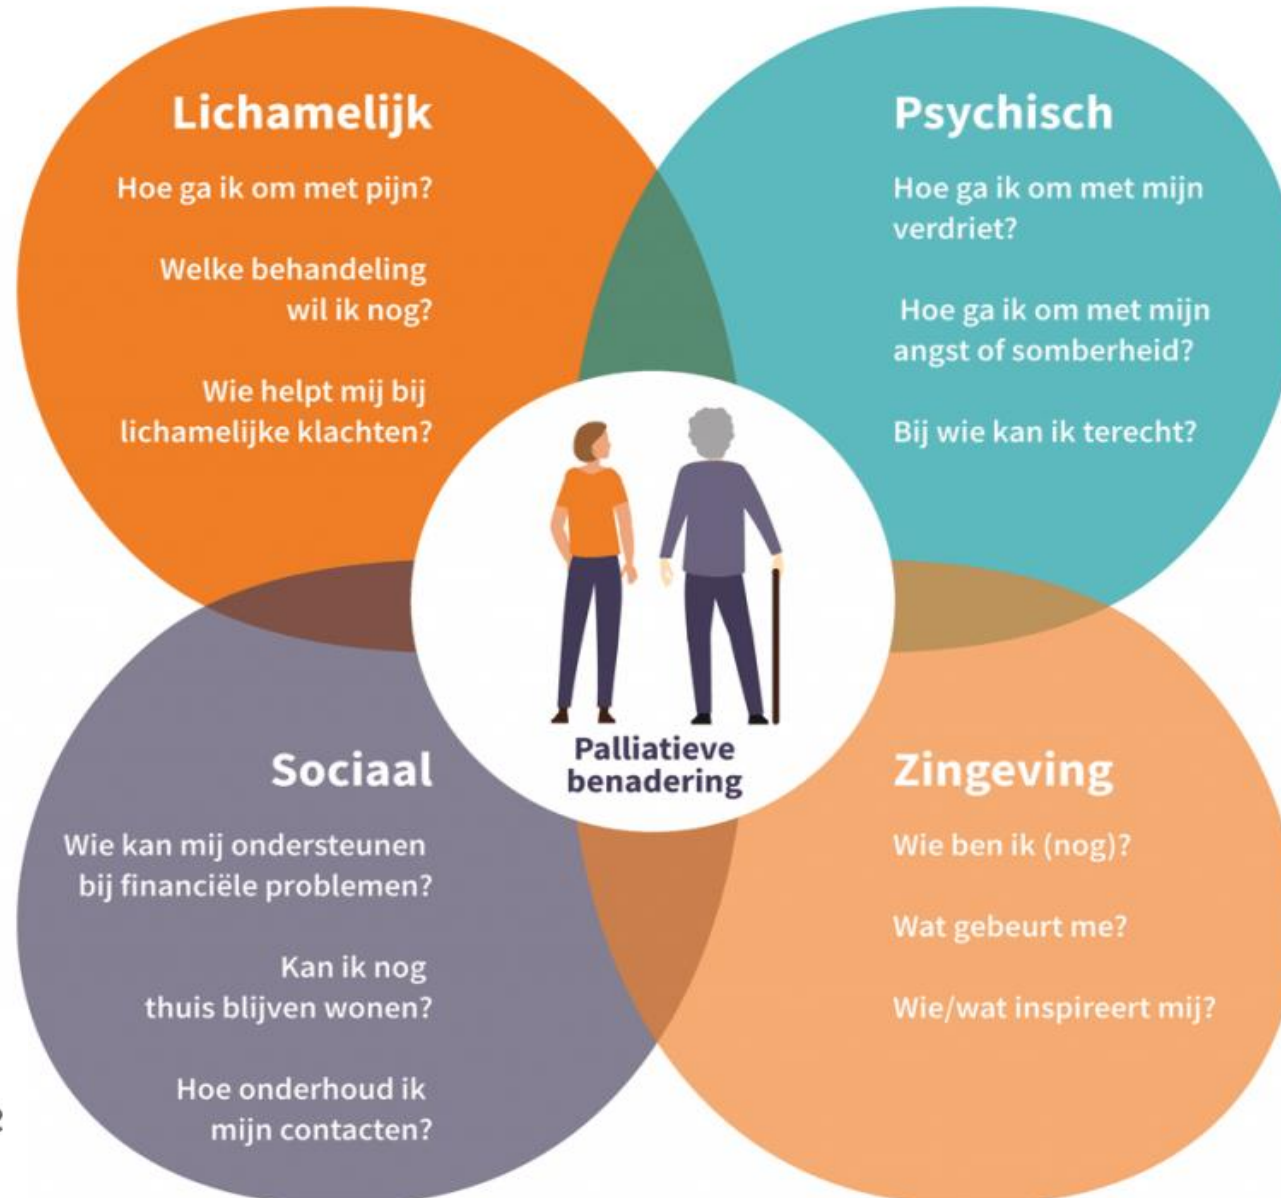 Lichamelijk
Hoe ga ik om met pijn?
Welke behandeling
wil ik nog?
Wie helpt mij bij
lichamelijke klachten?
Psychisch
Hoe ga ik om met mijn
verdriet?
Hoe ga ik om met mijn
angst of somberheid?
Bij wie kan ik terecht?
Palliatieve
benadering
Sociaal
Wie kan mij ondersteunen
bij financiële problemen?
Kan ik nog
thuis blijven wonen?
Hoe onderhoud ik
mijn contacten?
Zingeving
Wie ben ik (nog)?
Wat gebeurt me?
Wie/wat inspireert mij?